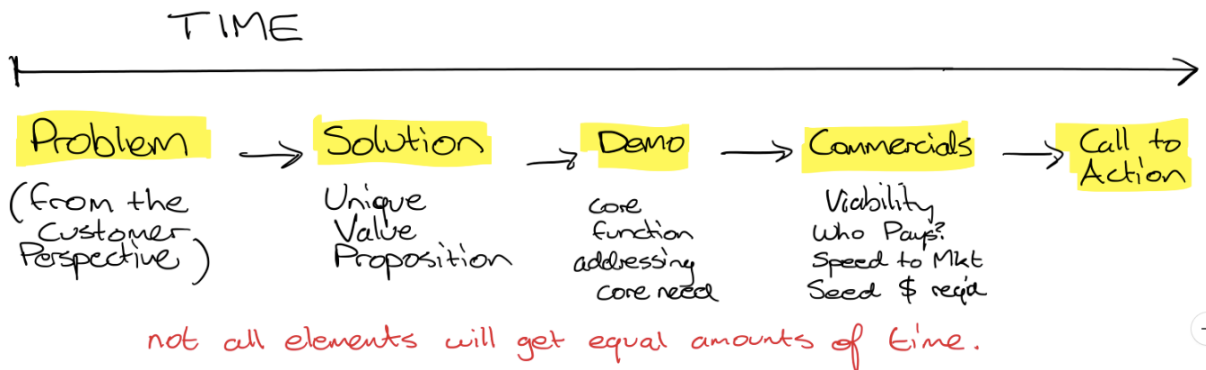 TIME
Problem → Solution → Demo → Commercials → Call to Action
(from the Customer Perspective)
Unique
Value
Proposition
core
function
addressing
core need
Viability
Who Pays?
Speed to Mkt
Seed $ req'd
not all elements will get equal amounts of time.